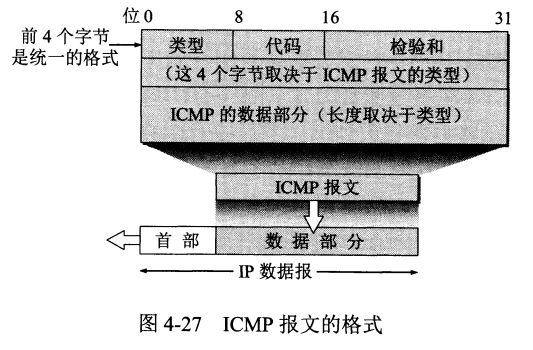 位 0 8 16 31
前 4 个字节
是统一的格式
类型 代码 检验和
(这 4 个字节取决于 ICMP 报文的类型)
ICMP 的数据部分(长度取决于类型)
ICMP 报文
首 部 数 据 部 分
IP 数据报
图 4-27 ICMP 报文的格式